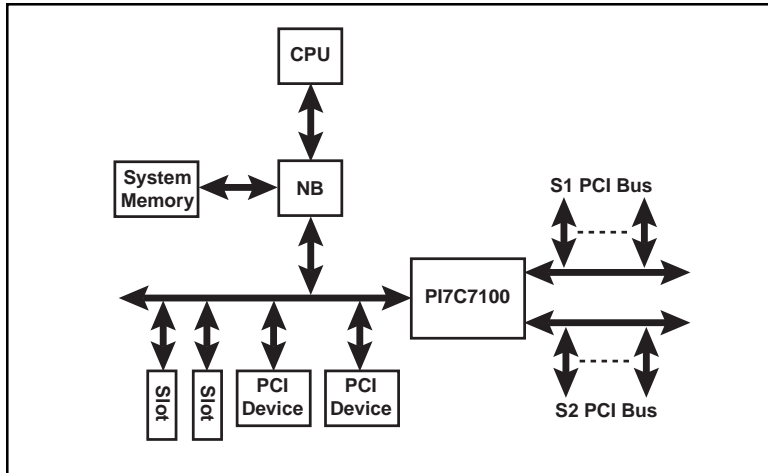 CPU
System
Memory
NB
S1 PCI Bus
PI7C7100
Slot
Slot
PCI
Device
PCI
Device
S2 PCI Bus